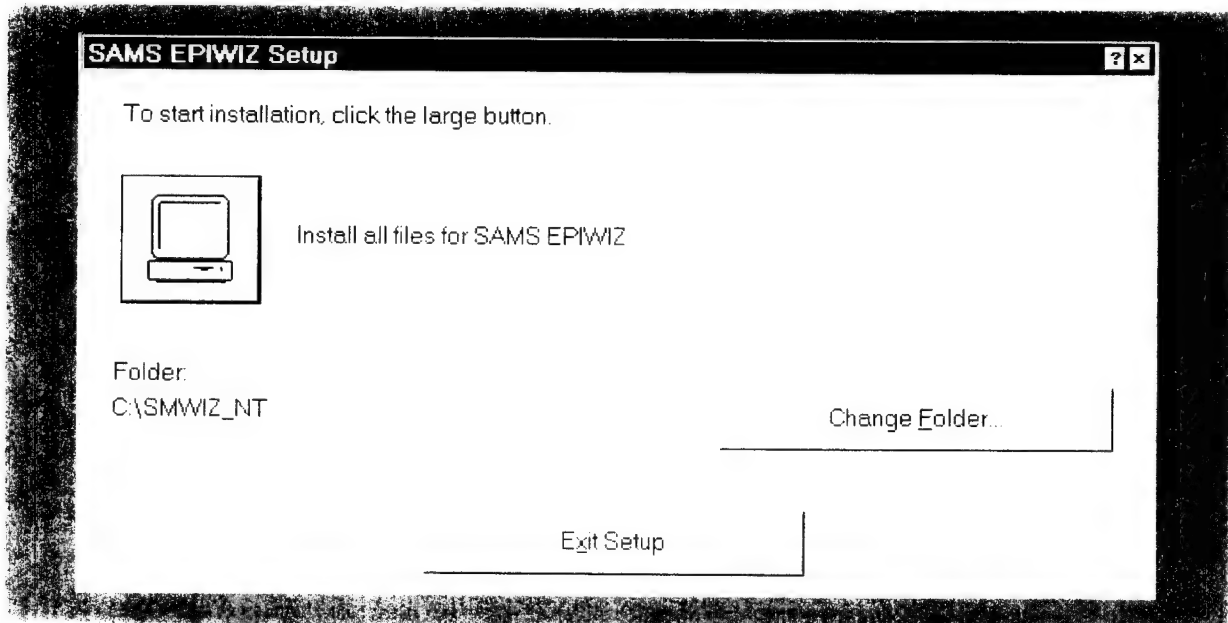 SAMS EPIWIZ Setup
To start installation, click the large button.
Install all files for SAMS EPIWIZ
Folder:
C:\SMWIZ_NT
Change Folder...
Exit Setup